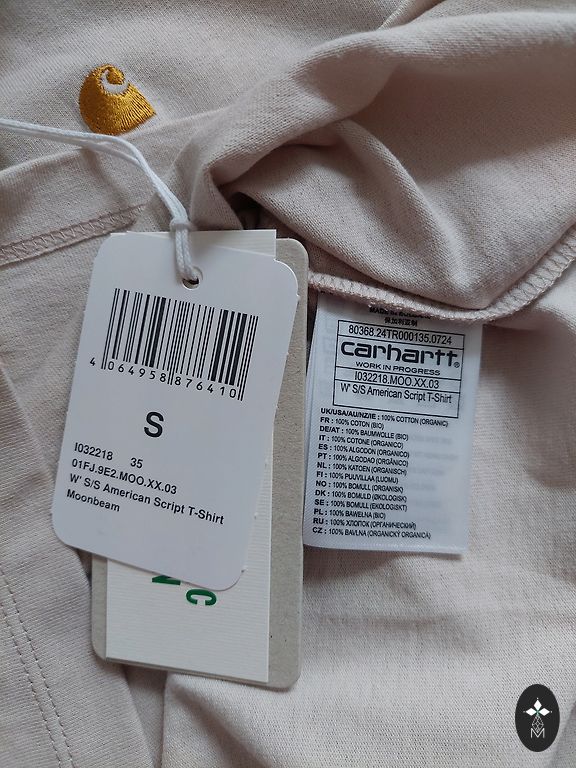 4 064958 876410
S
I032218 35
01FJ.9E2.MOO.XX.03
W' S/S American Script T-Shirt
Moonbeam
N
C
80368.24TR000135.0724
carhartt®
WORK IN PROGRESS
I032218.MOO.XX.03
W' S/S American Script T-Shirt
UK/USA/AU/NZ/IE : 100% COTTON (ORGANIC)
FR : 100% COTON (BIO)
DE/AT : 100% BAUMWOLLE (BIO)
IT : 100% COTONE (ORGANICO)
ES : 100% ALGODON (ORGANICO)
PT : 100% ALGODÃO (ORGÂNICO)
NL : 100% KATOEN (ORGANISCH)
FI : 100% PUUVILLAA (LUOMU)
NO : 100% BOMULL (ORGANISK)
DK : 100% BOMULD (ØKOLOGISKT)
SE : 100% BOMULL (EKOLOGISKT)
PL : 100% BAWEŁNA (BIO)
RU : 100% ХЛОПОК (ОРГАНИЧЕСКИЙ)
CZ : 100% BAVLNA (ORGANICKÝ ORGANICKÁ)
M